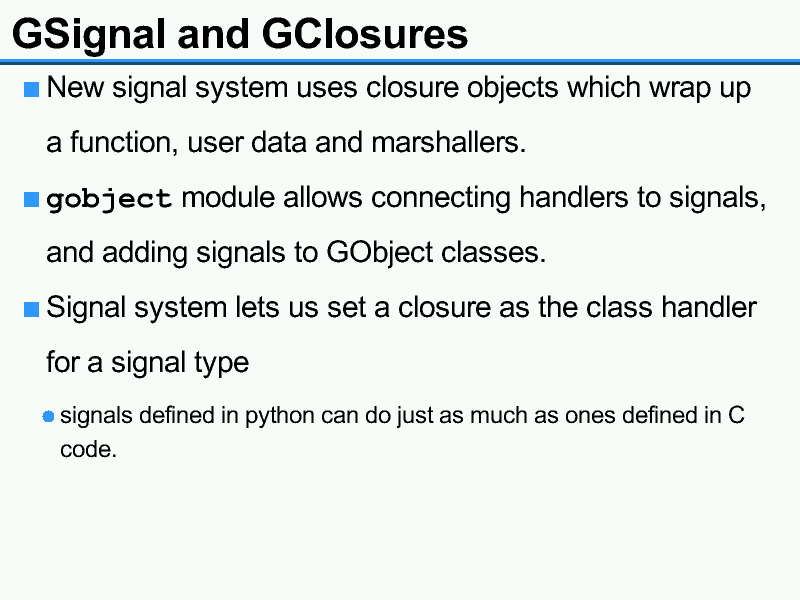 GSignal and GClosures
New signal system uses closure objects which wrap up
a function, user data and marshallers.
gobject module allows connecting handlers to signals,
and adding signals to GObject classes.
Signal system lets us set a closure as the class handler
for a signal type
signals defined in python can do just as much as ones defined in C
code.